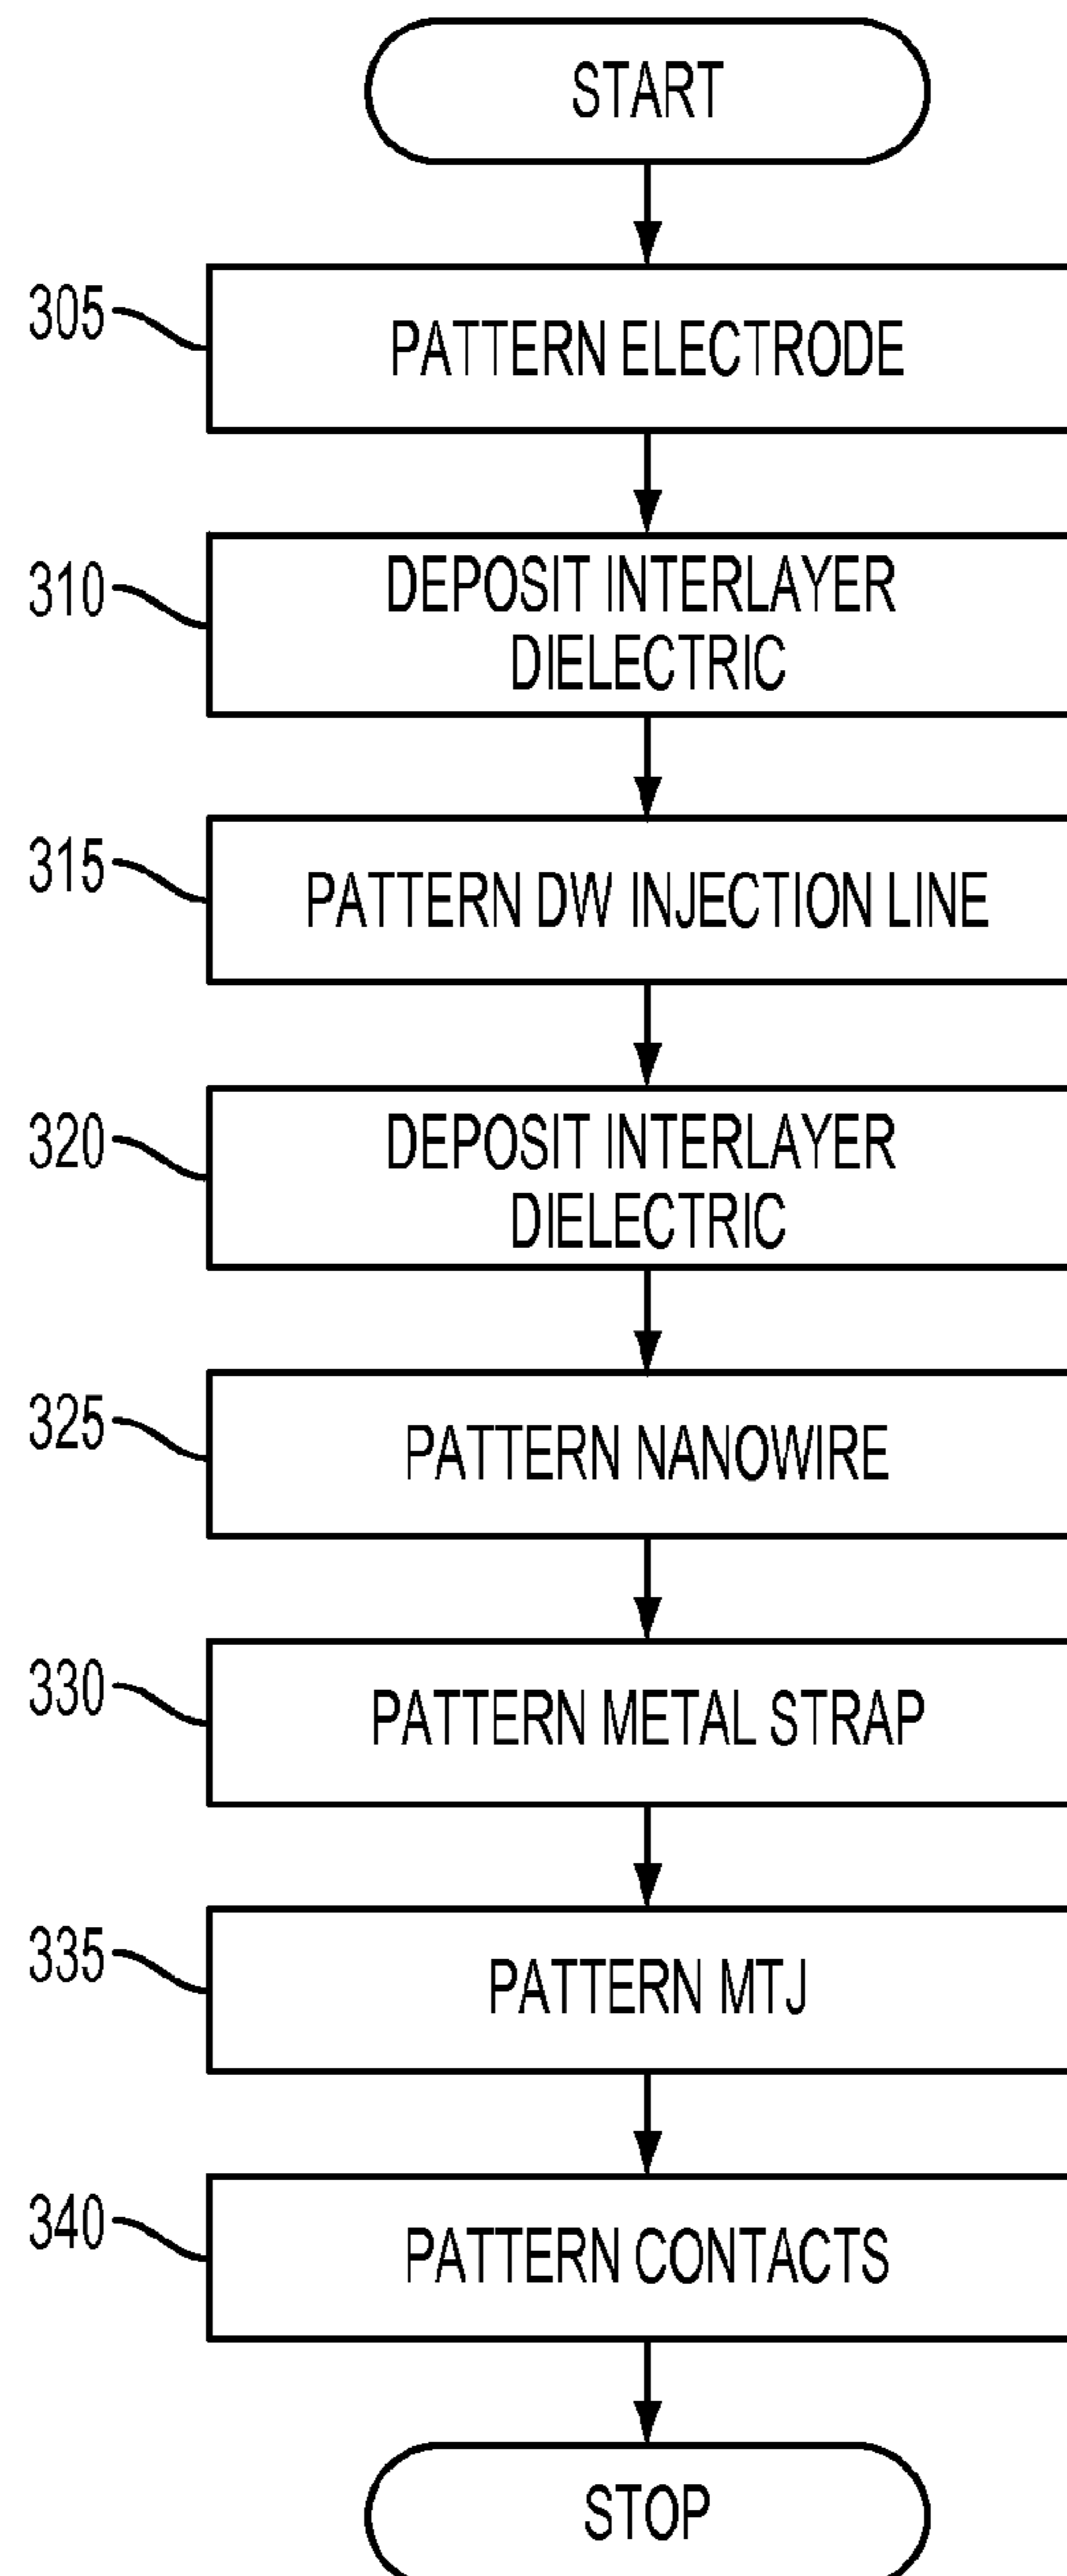 START
305
PATTERN ELECTRODE
310
DEPOSIT INTERLAYER
DIELECTRIC
315
PATTERN DW INJECTION LINE
320
DEPOSIT INTERLAYER
DIELECTRIC
325
PATTERN NANOWIRE
330
PATTERN METAL STRAP
335
PATTERN MTJ
340
PATTERN CONTACTS
STOP